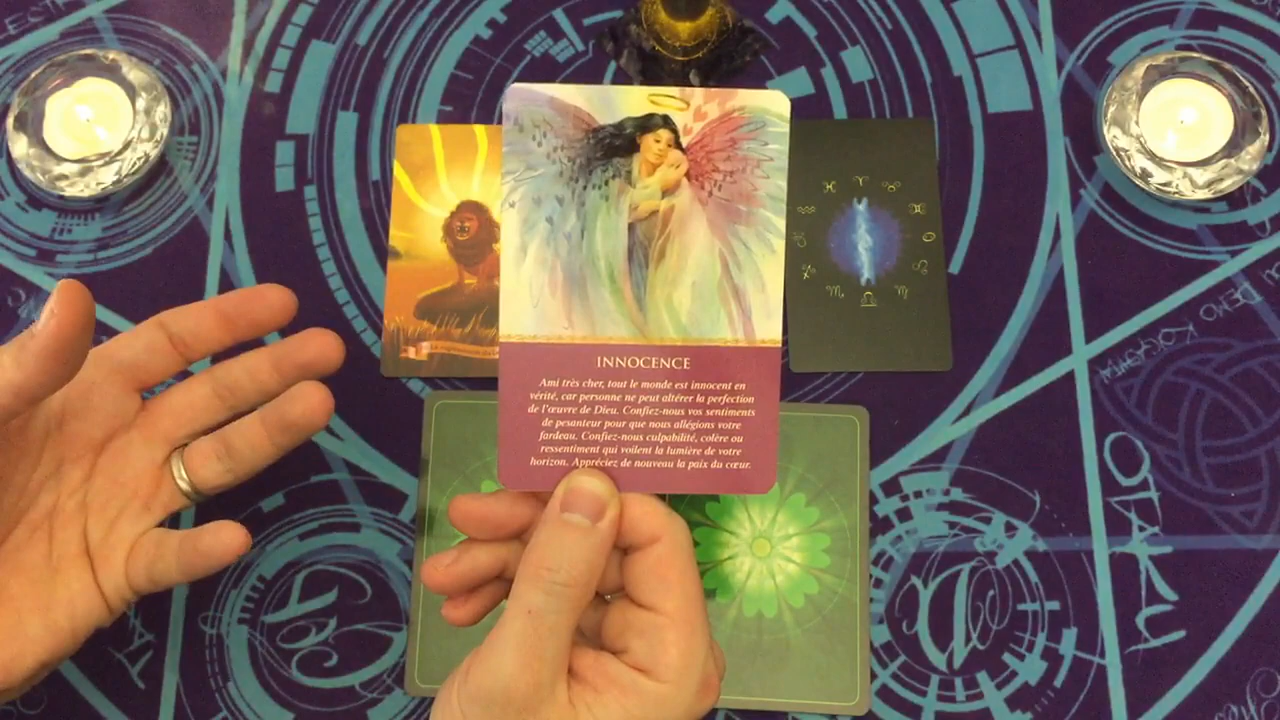 INNOCENCE
Ami très cher, tout le monde est innocent en
vérité, car personne ne peut altérer la perfection
de l'œuvre de Dieu. Confiez-nous vos sentiments
de pesanteur pour que nous allégions votre
fardeau. Confiez-nous culpabilité, colère ou
ressentiment qui voilent la lumière de votre
horizon. Appréciez de nouveau la paix du cœur.
OTAKY